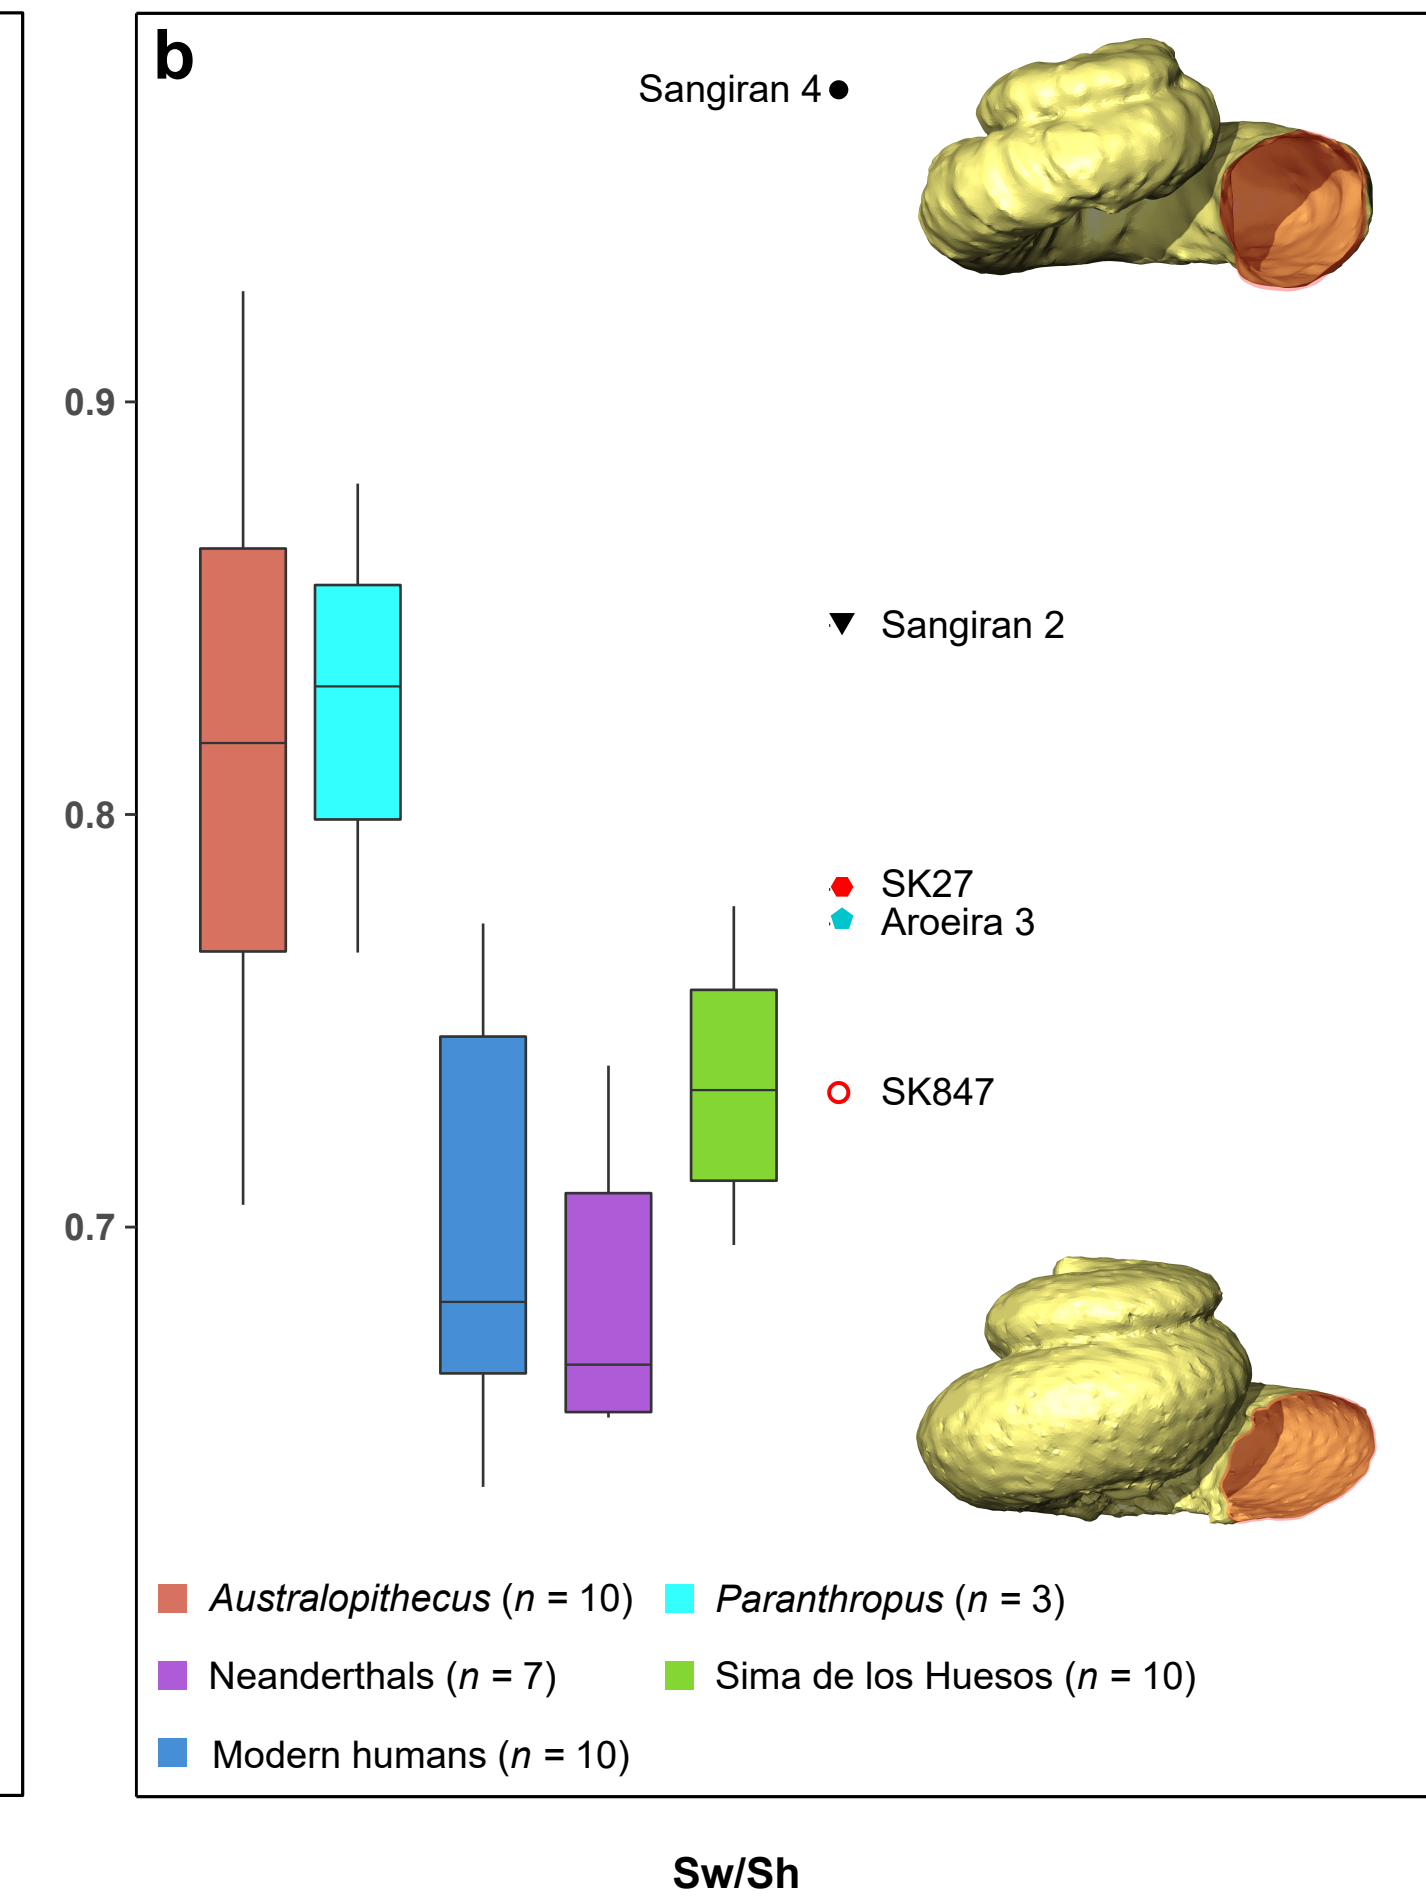 b
Sangiran 4
0.9
Sangiran 2
0.8
SK27
Aroeira 3
SK847
0.7
Australopithecus (n = 10)
Paranthropus (n = 3)
Neanderthals (n = 7)
Sima de los Huesos (n = 10)
Modern humans (n = 10)
Sw/Sh